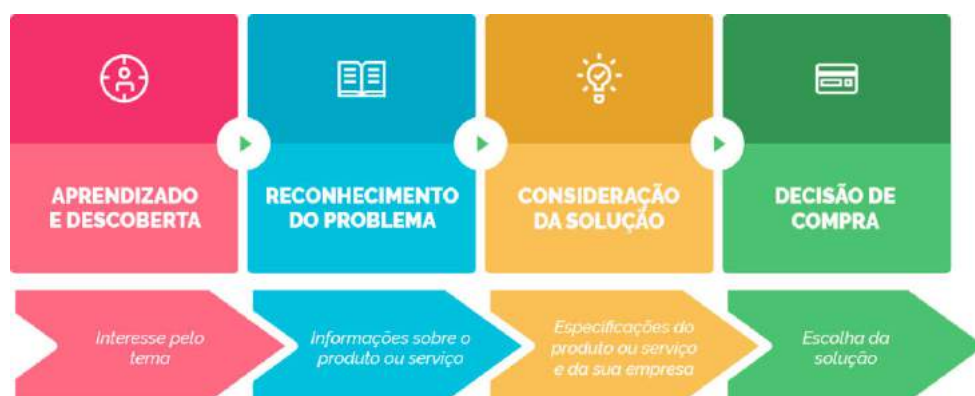 APRENDIZADO
E DESCOBERTA
RECONHECIMENTO
DO PROBLEMA
CONSIDERAÇÃO
DA SOLUÇÃO
DECISÃO DE
COMPRA
Interesse pelo
tema
Informações sobre o
produto ou serviço
Especificações do
produto ou serviço
e da sua empresa
Escolha da
solução